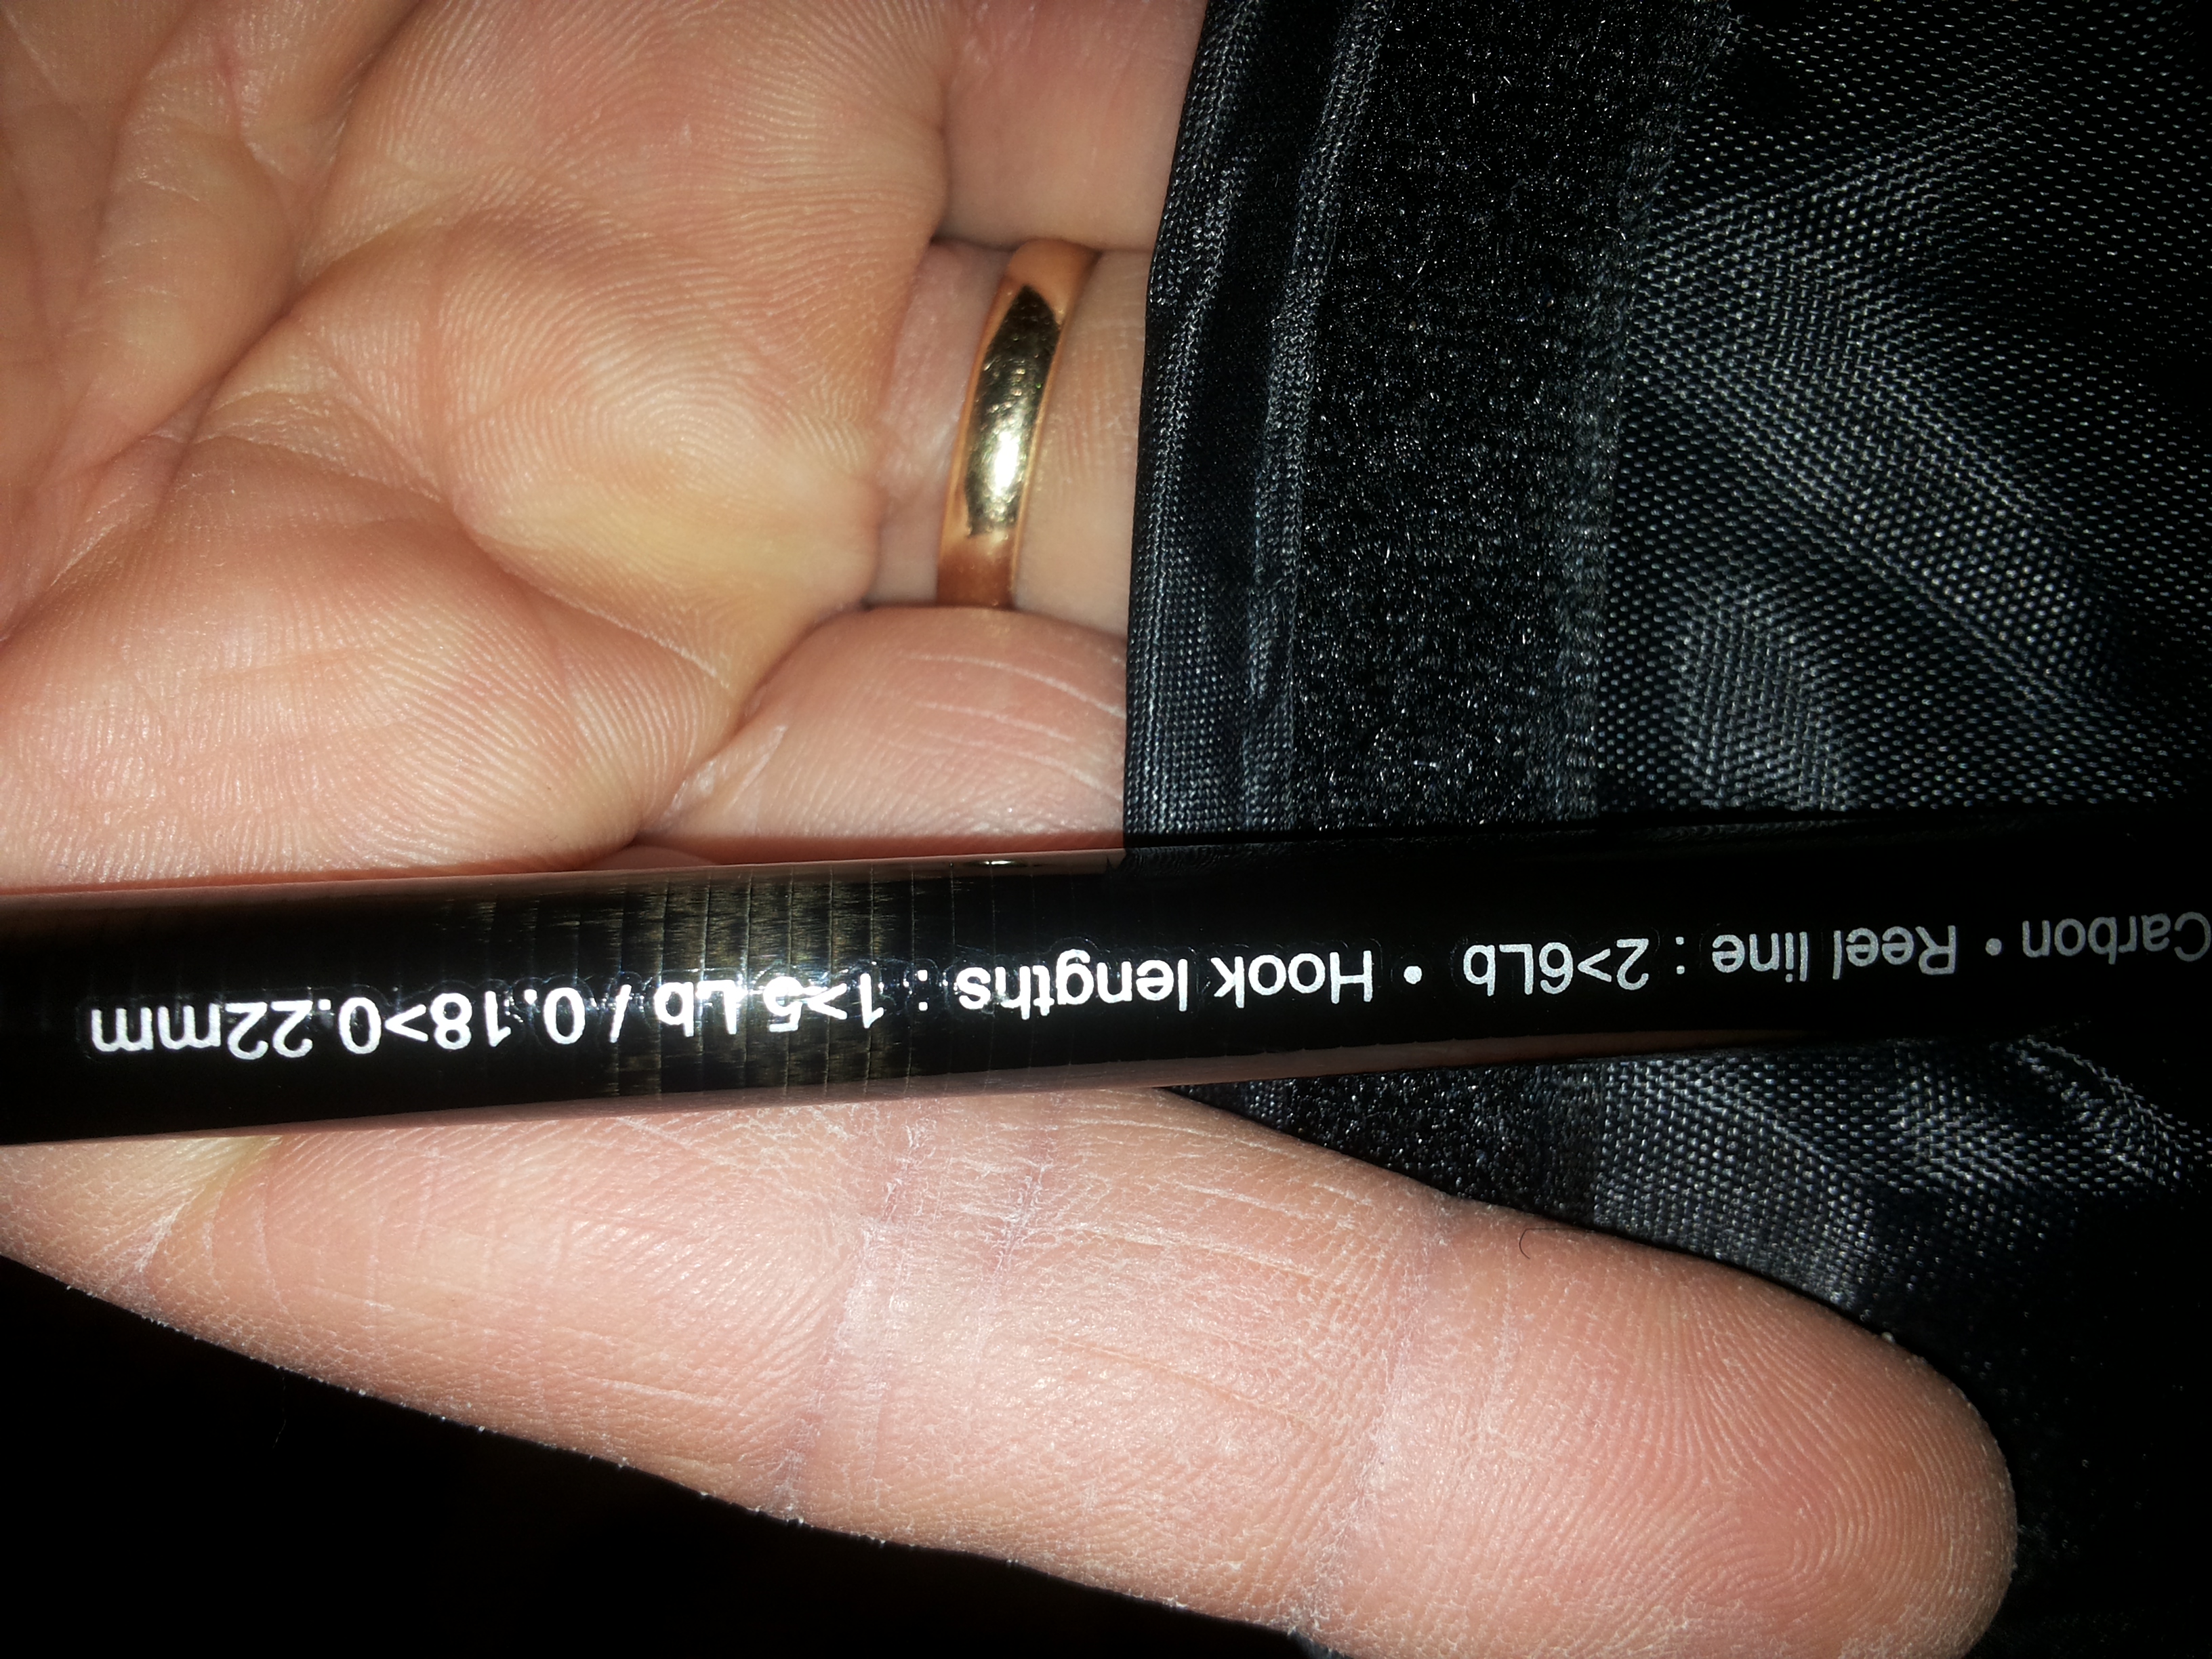 Carbon • Reel line : 2>6Lb • Hook lengths : 1>5 Lb / 0.18>0.22mm